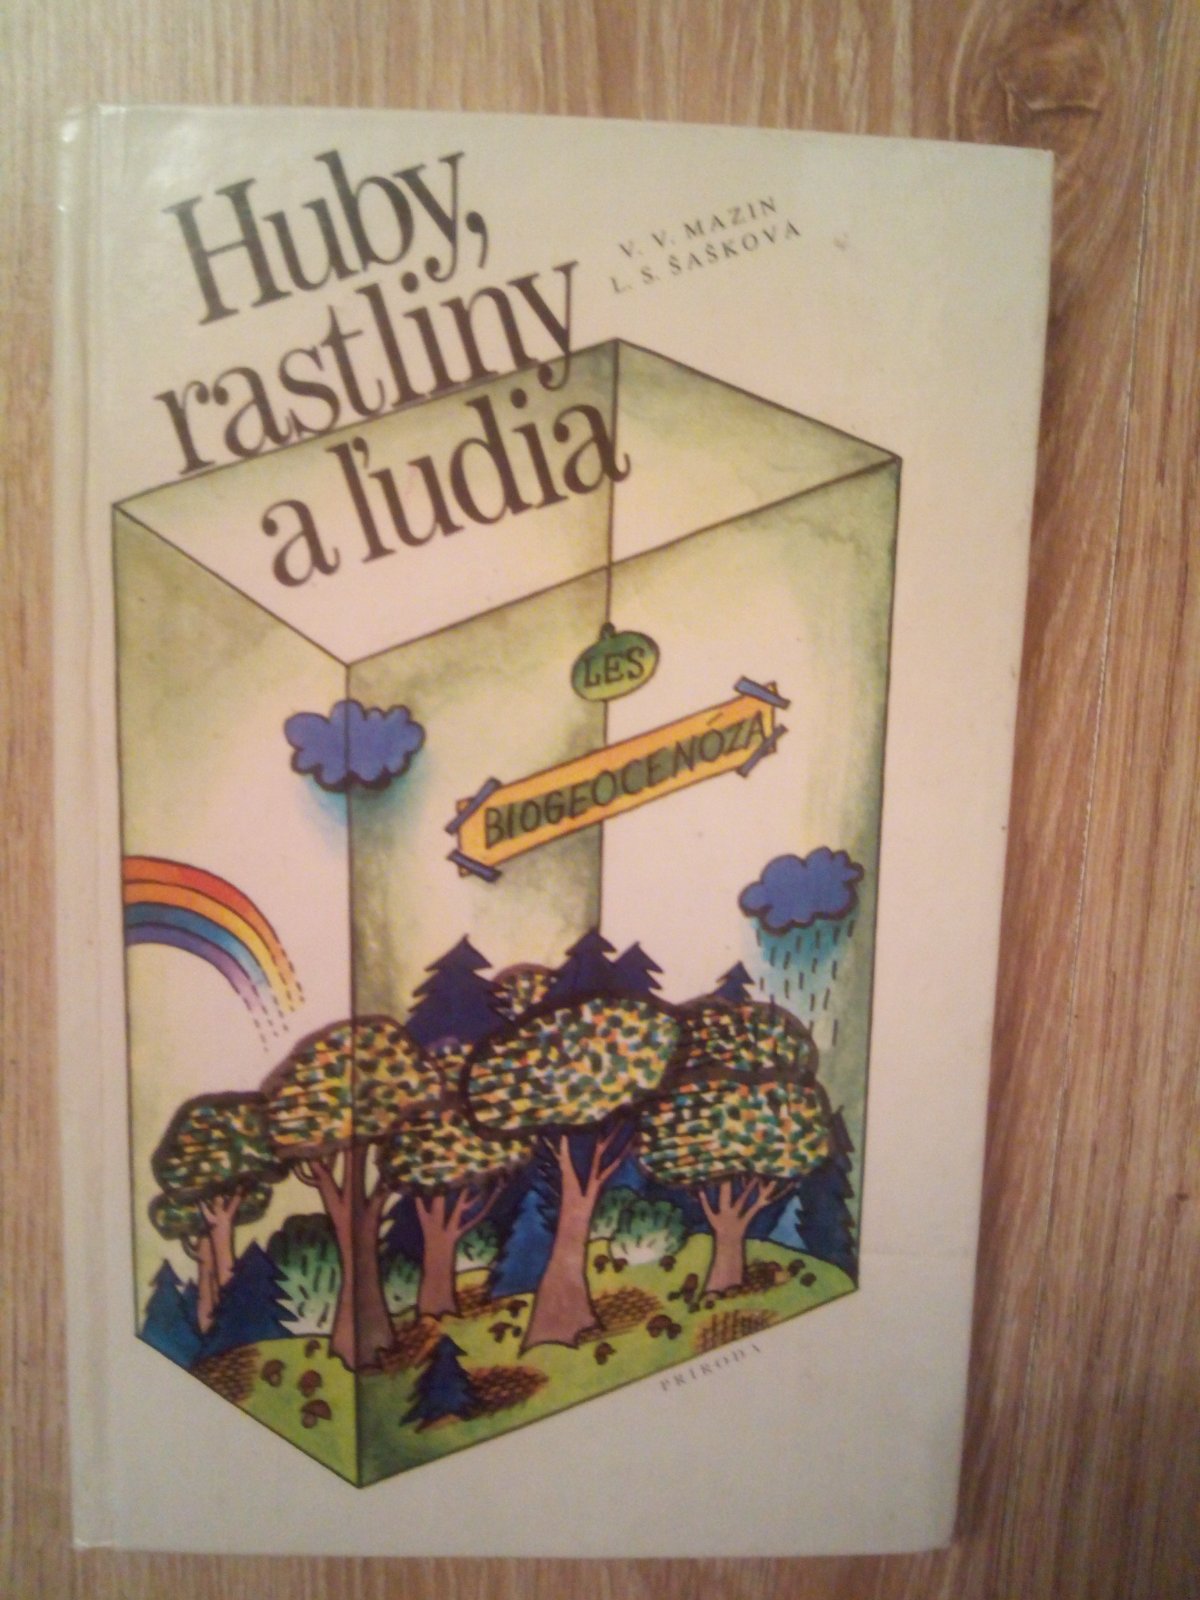 Huby,
rastliny
a ľudia
V. V. MAZIN
L. S. ŠAŠKOVA
LES
BIOGEOCENÓZA
PRÍRODA